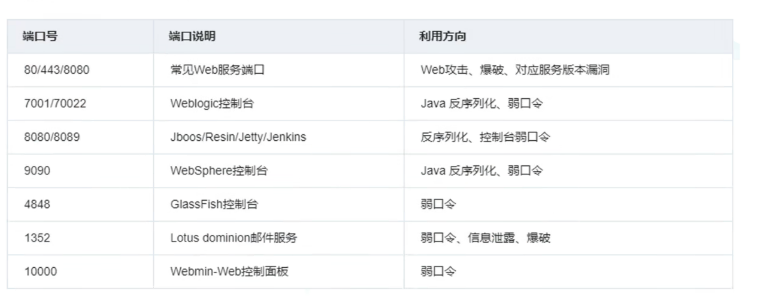 端口号 端口说明 利用方向
80/443/8080 常见Web服务端口 Web攻击、爆破、对应服务版本漏洞
7001/70022 Weblogic控制台 Java 反序列化、弱口令
8080/8089 Jboos/Resin/Jetty/Jenkins 反序列化、控制台弱口令
9090 WebSphere控制台 Java 反序列化、弱口令
4848 GlassFish控制台 弱口令
1352 Lotus dominion邮件服务 弱口令、信息泄露、爆破
10000 Webmin-Web控制面板 弱口令